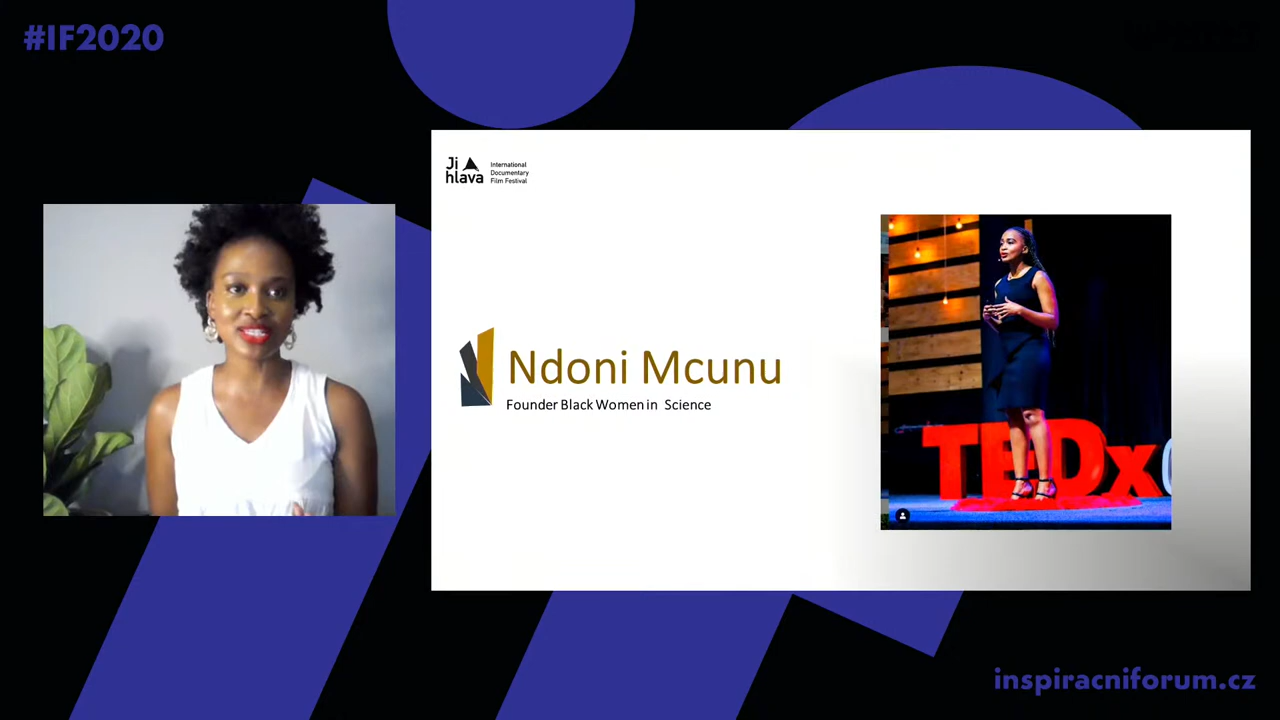 #IF2020
Ji
hlava
International
Documentary
Film Festival
Ndoni Mcunu
Founder Black Women in Science
TEDx
inspiracniforum.cz